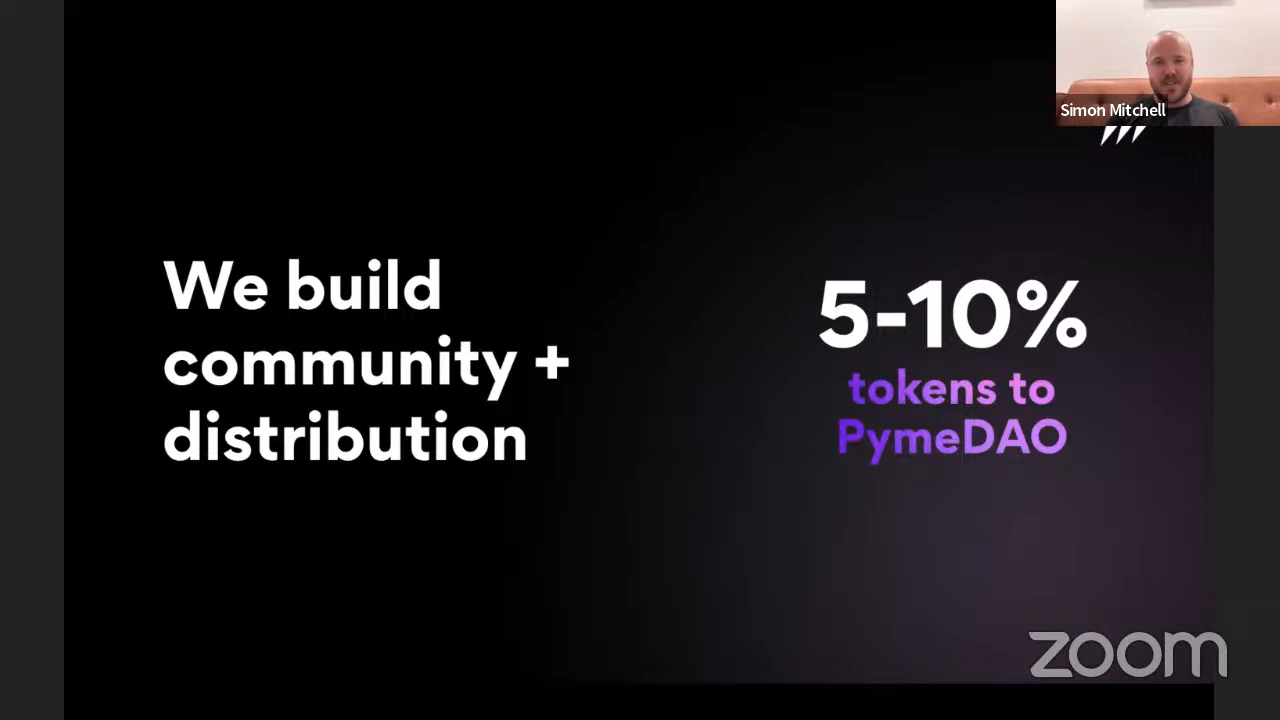 Simon Mitchell
We build
community +
distribution
5-10%
tokens to
PymeDAO
zoom